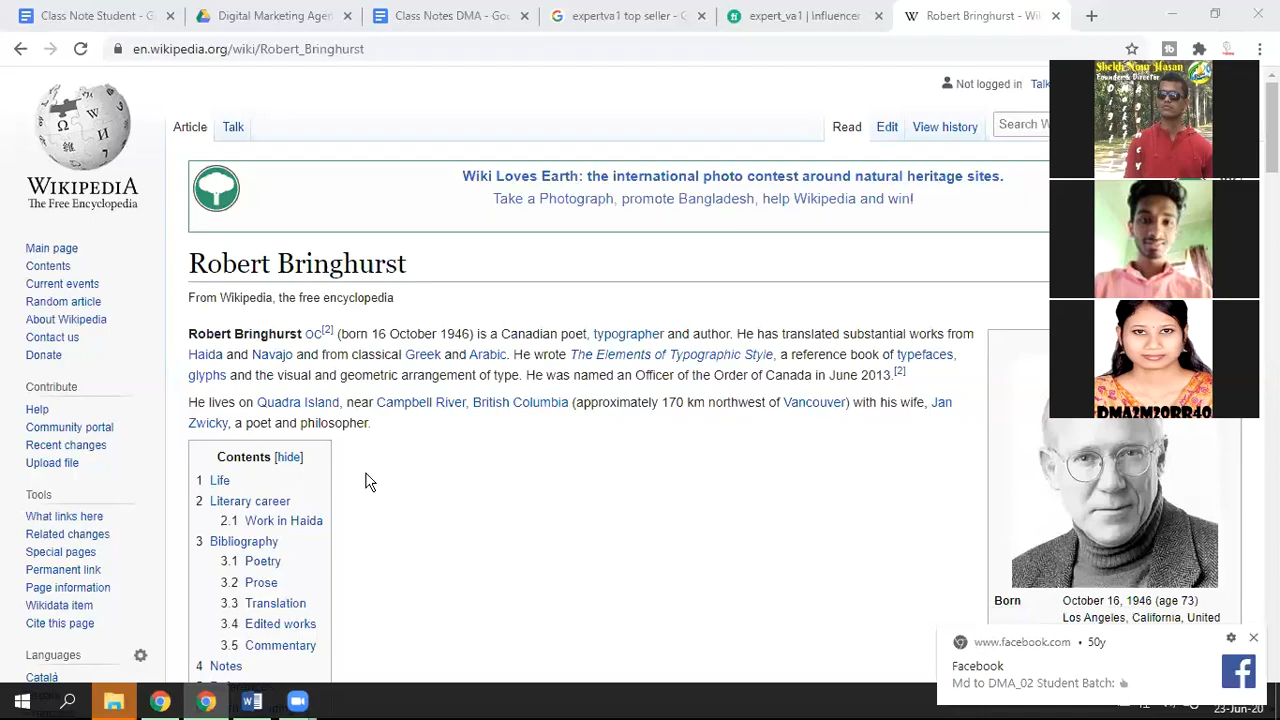 Class Notes DMA - Student - G
Digital Marketing Agen
Class Notes DMA - Go
expertva1 top seller - G
expert_va1 | Influencer
Robert Bringhurst - Wi
en.wikipedia.org/wiki/Robert_Bringhurst
WIKIPEDIA
The Free Encyclopedia
Main page
Contents
Current events
Random article
About Wikipedia
Contact us
Donate
Contribute
Help
Community portal
Recent changes
Upload file
Tools
What links here
Related changes
Special pages
Permanent link
Page information
Wikidata item
Cite this page
Languages
Català
Not logged in Talk
Article Talk
Read Edit View history
Search W
Wiki Loves Earth: the international photo contest around natural heritage sites.
Take a Photograph, promote Bangladesh, help Wikipedia and win!
Robert Bringhurst
From Wikipedia, the free encyclopedia
Robert Bringhurst OC[2] (born 16 October 1946) is a Canadian poet, typographer and author. He has translated substantial works from
Haida and Navajo and from classical Greek and Arabic. He wrote The Elements of Typographic Style, a reference book of typefaces,
glyphs and the visual and geometric arrangement of type. He was named an Officer of the Order of Canada in June 2013.[2]
He lives on Quadra Island, near Campbell River, British Columbia (approximately 170 km northwest of Vancouver) with his wife, Jan
Zwicky, a poet and philosopher.
Contents [hide]
1 Life
2 Literary career
2.1 Work in Haida
3 Bibliography
3.1 Poetry
3.2 Prose
3.3 Translation
3.4 Edited works
3.5 Commentary
4 Notes
Shekh Nour Hasan
Founder & Director
DMA2M20RR40
Born October 16, 1946 (age 73)
Los Angeles, California, United
www.facebook.com • 50y
Facebook
Md to DMA_02 Student Batch:
23-Jun-20